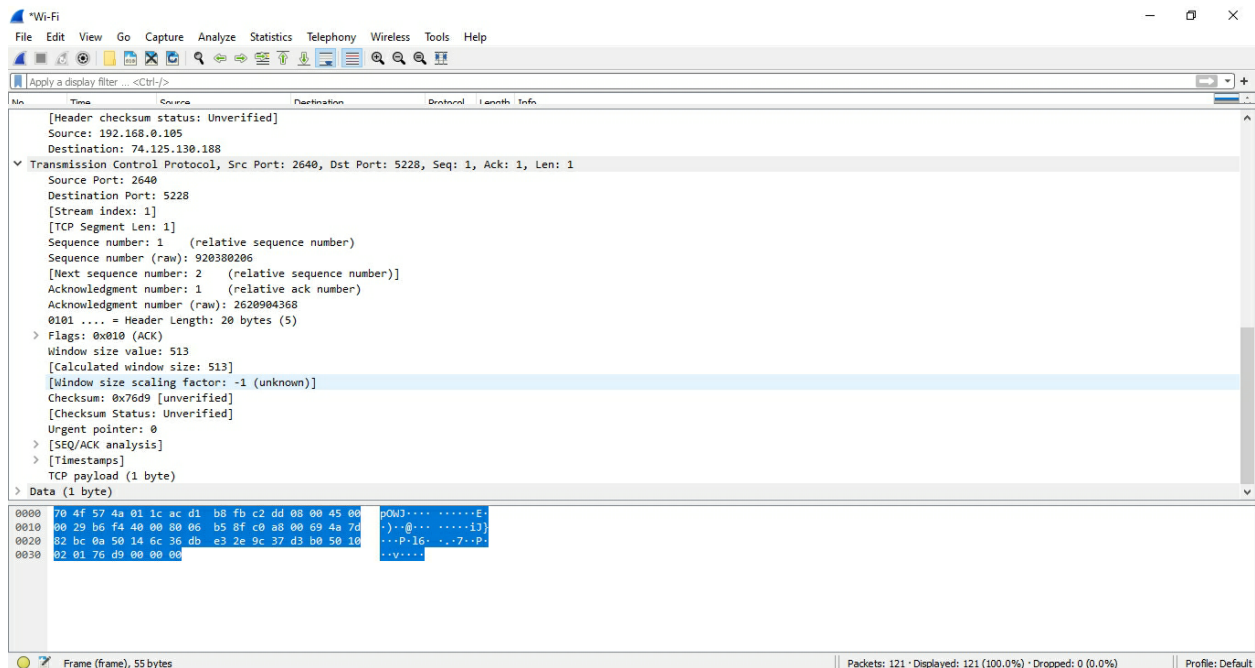 *Wi-Fi
File Edit View Go Capture Analyze Statistics Telephony Wireless Tools Help
Apply a display filter ... <Ctrl-/>
No. Time Source Destination Protocol Length Info
[Header checksum status: Unverified]
Source: 192.168.0.105
Destination: 74.125.130.188
Transmission Control Protocol, Src Port: 2640, Dst Port: 5228, Seq: 1, Ack: 1, Len: 1
Source Port: 2640
Destination Port: 5228
[Stream index: 1]
[TCP Segment Len: 1]
Sequence number: 1 (relative sequence number)
Sequence number (raw): 920380206
[Next sequence number: 2 (relative sequence number)]
Acknowledgment number: 1 (relative ack number)
Acknowledgment number (raw): 2620904368
0101 .... = Header Length: 20 bytes (5)
Flags: 0x010 (ACK)
Window size value: 513
[Calculated window size: 513]
[Window size scaling factor: -1 (unknown)]
Checksum: 0x76d9 [unverified]
[Checksum Status: Unverified]
Urgent pointer: 0
[SEQ/ACK analysis]
[Timestamps]
TCP payload (1 byte)
Data (1 byte)
0000 70 4f 57 4a 01 1c ac d1 b8 fb c2 dd 08 00 45 00 pOWJ···· ······E·
0010 00 29 b6 f4 40 00 80 06 b5 8f c0 a8 00 69 4a 7d ·)··@··· ·····iJ}
0020 82 bc 0a 50 14 6c 36 db e3 2e 9c 37 d3 b0 50 10 ···P·l6· ·.·7··P·
0030 02 01 76 d9 00 00 00 ··v····
Frame (frame), 55 bytes Packets: 121 · Displayed: 121 (100.0%) · Dropped: 0 (0.0%) Profile: Default